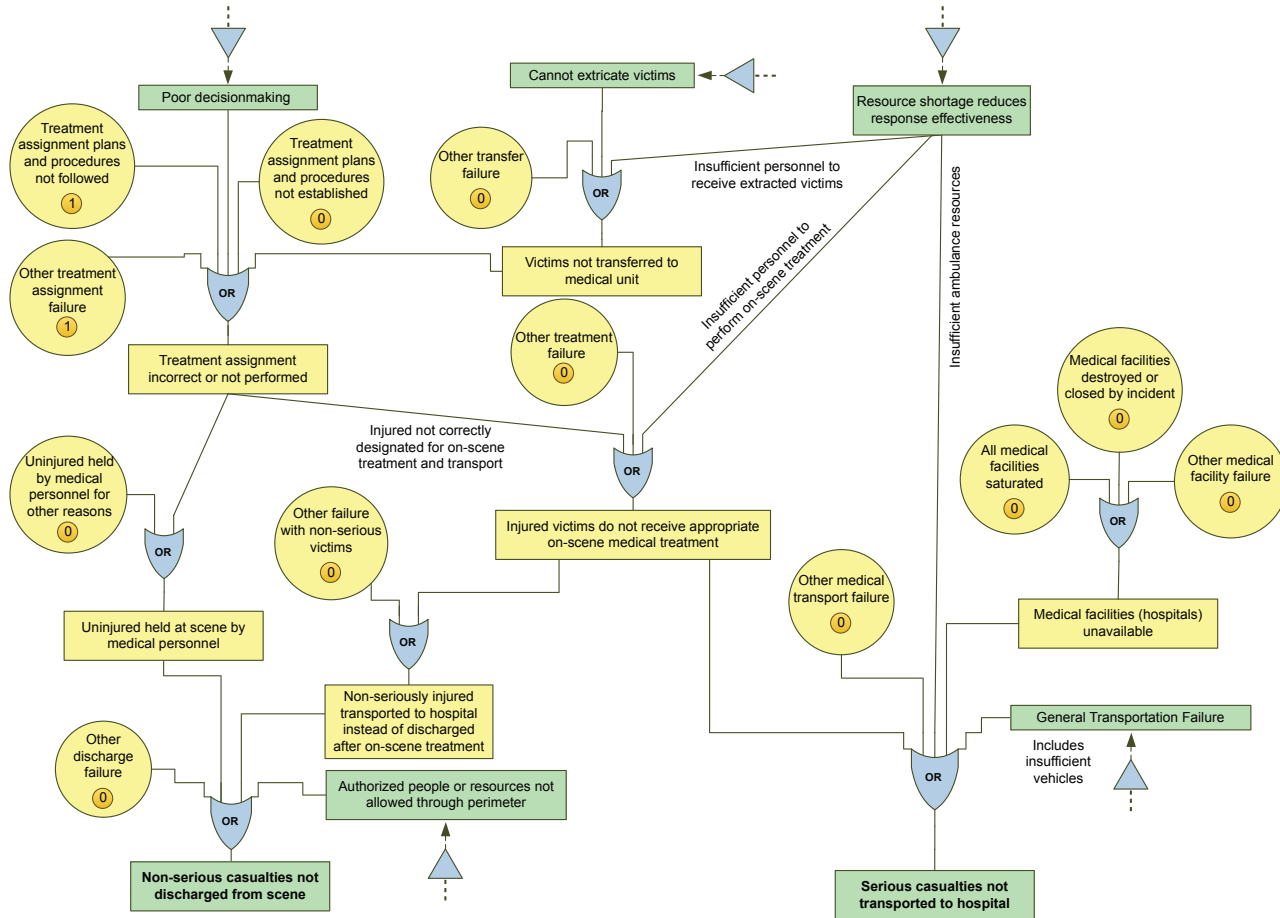 Poor decisionmaking
Cannot extricate victims
Resource shortage reduces
response effectiveness
Treatment
assignment plans
and procedures
not followed
1
Treatment
assignment plans
and procedures
not established
0
Other transfer
failure
0
OR
Insufficient personnel to
receive extracted victims
Insufficient personnel to
perform on-scene treatment
Insufficient ambulance resources
Other treatment
assignment
failure
1
OR
Victims not transferred to
medical unit
Treatment assignment
incorrect or not performed
Other treatment
failure
0
Medical facilities
destroyed or
closed by incident
0
Injured not correctly
designated for on-scene
treatment and transport
OR
Uninjured held
by medical
personnel for
other reasons
0
All medical
facilities
saturated
0
Other medical
facility failure
0
OR
OR
Other failure
with non-serious
victims
0
Injured victims do not receive appropriate
on-scene medical treatment
Other medical
transport failure
0
Uninjured held at scene by
medical personnel
OR
Medical facilities (hospitals)
unavailable
Non-seriously injured
transported to hospital
instead of discharged
after on-scene treatment
General Transportation Failure
Includes
insufficient
vehicles
Other
discharge
failure
0
OR
Authorized people or resources not
allowed through perimeter
OR
Non-serious casualties not
discharged from scene
Serious casualties not
transported to hospital